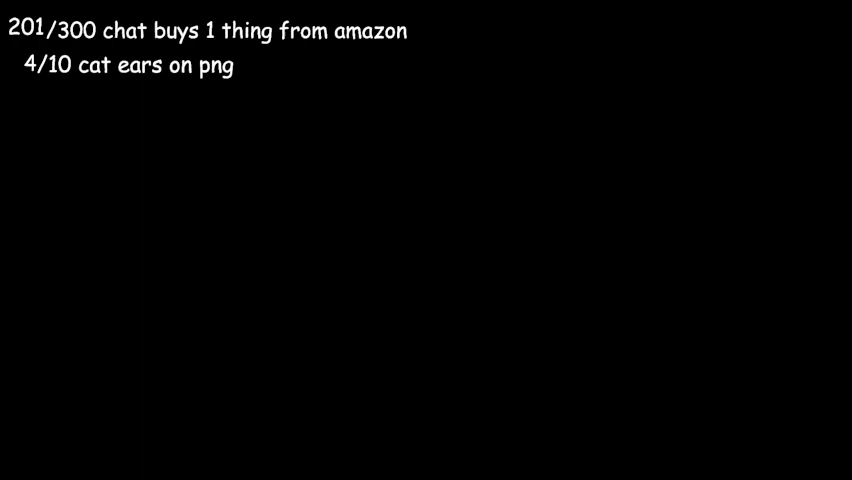 201/300 chat buys 1 thing from amazon
4/10 cat ears on png